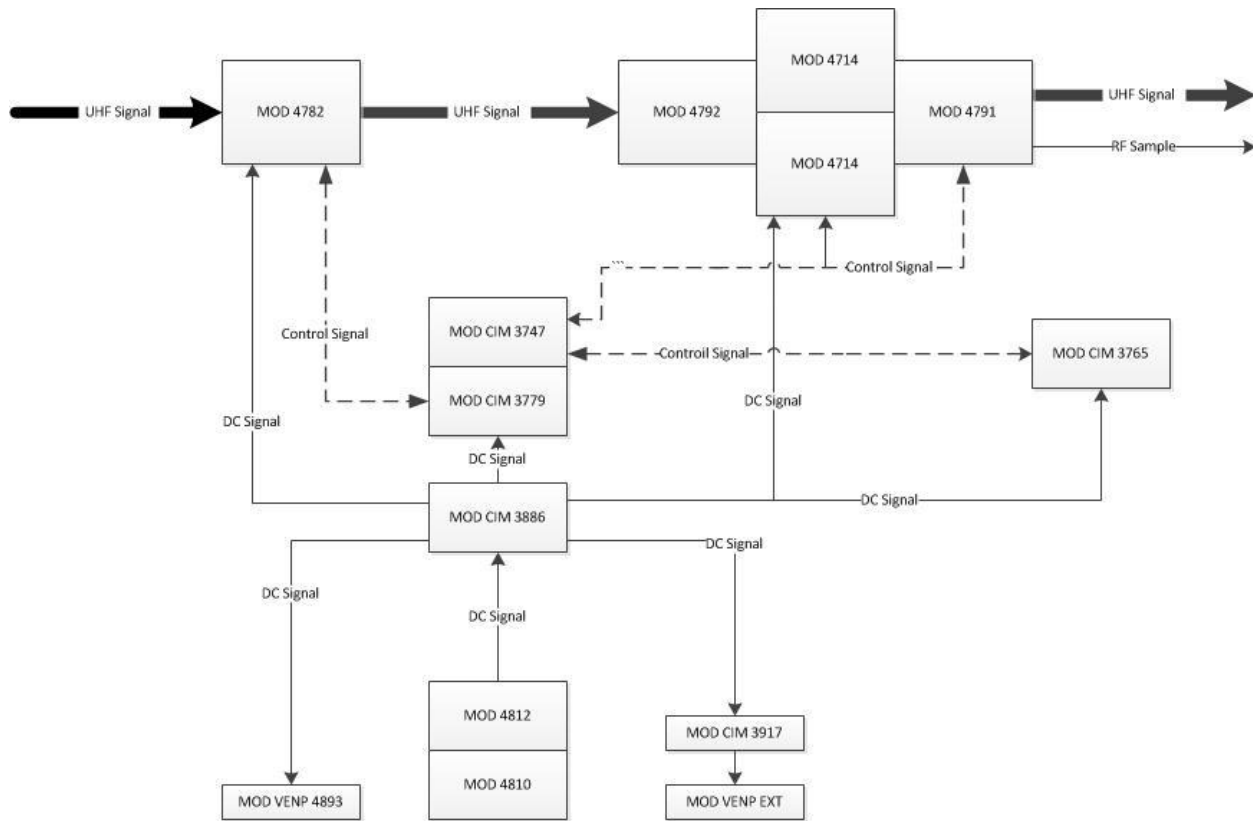 MOD 4714
MOD 4782
MOD 4792
MOD 4791
UHF Signal
UHF Signal
UHF Signal
MOD 4714
RF Sample
```
Control Signal
MOD CIM 3747
Control Signal
Controil Signal
MOD CIM 3765
MOD CIM 3779
DC Signal
DC Signal
DC Signal
MOD CIM 3886
DC Signal
DC Signal
DC Signal
DC Signal
MOD 4812
MOD CIM 3917
MOD 4810
MOD VENP 4893
MOD VENP EXT